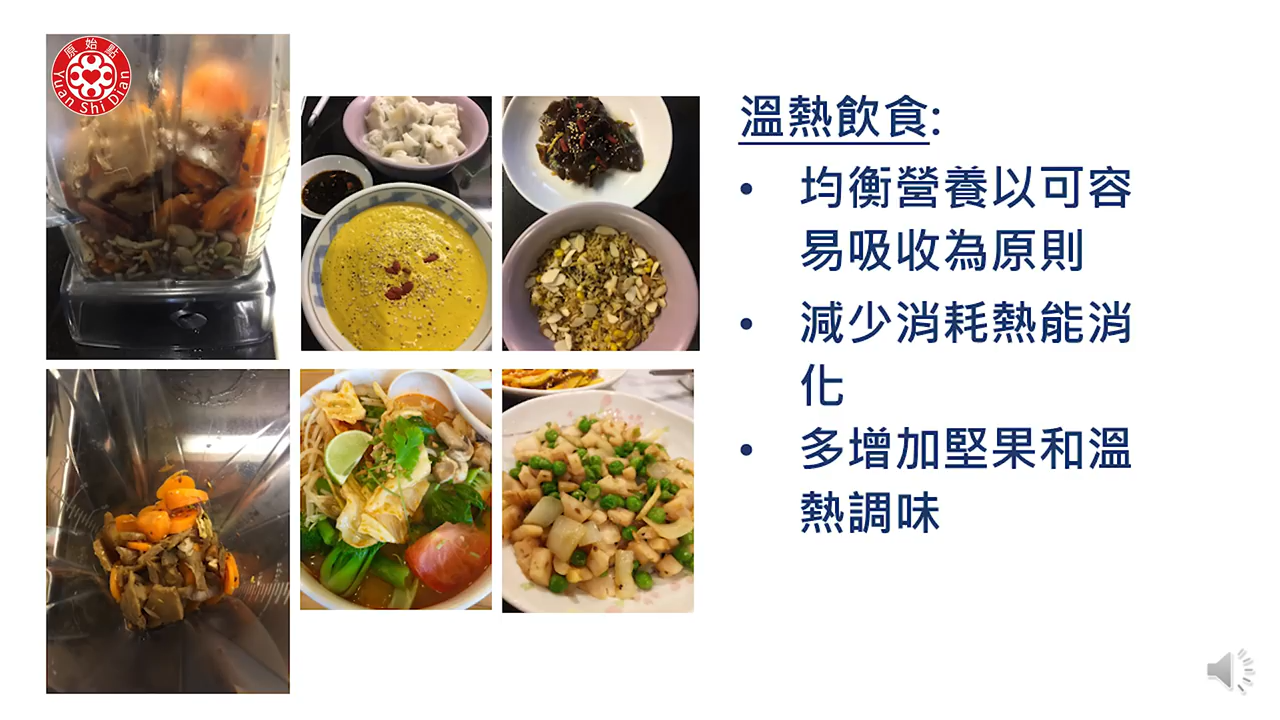 原始點
Yuan Shi Dian
溫熱飲食:
• 均衡營養以可容
易吸收為原則
• 減少消耗熱能消
化
• 多增加堅果和溫
熱調味